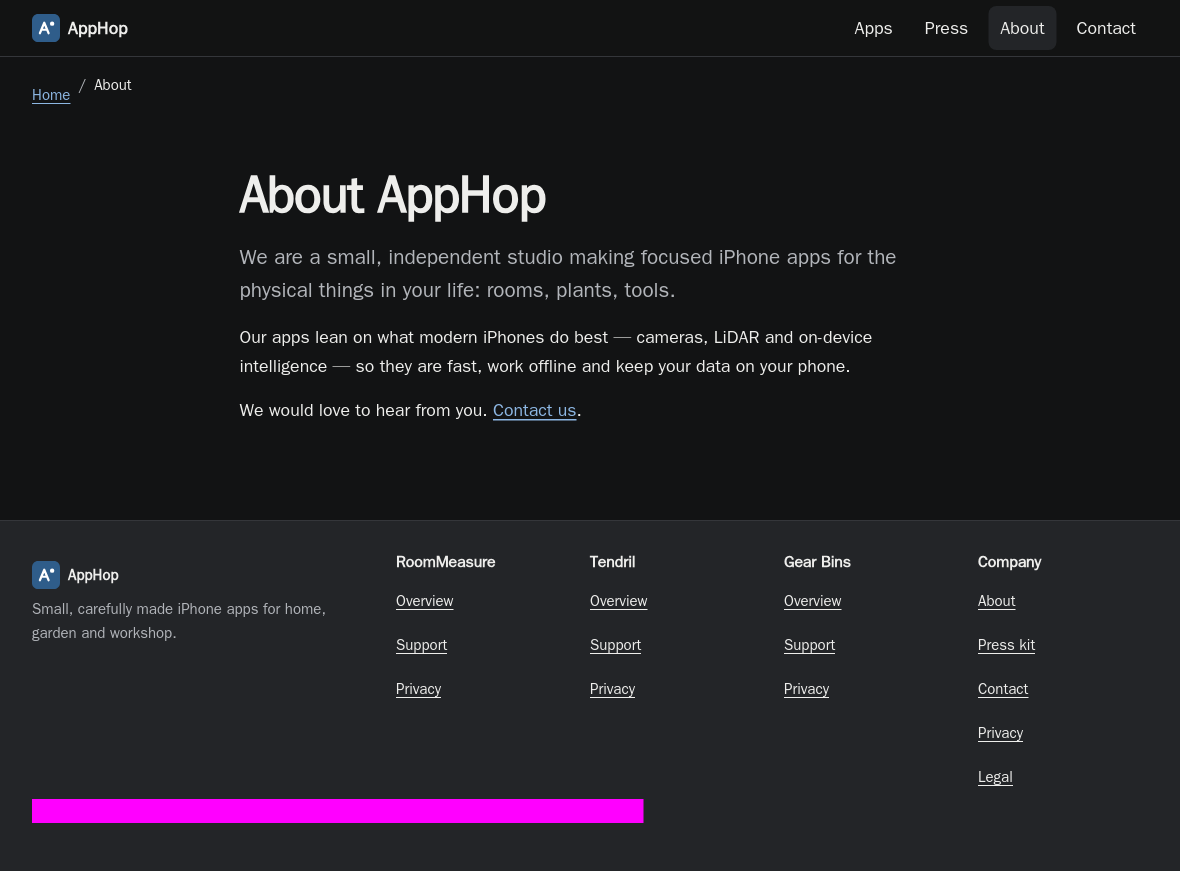 AppHop
Apps Press About Contact
Home / About
About AppHop
We are a small, independent studio making focused iPhone apps for the
physical things in your life: rooms, plants, tools.
Our apps lean on what modern iPhones do best — cameras, LiDAR and on-device
intelligence — so they are fast, work offline and keep your data on your phone.
We would love to hear from you. Contact us.
AppHop
Small, carefully made iPhone apps for home,
garden and workshop.
RoomMeasure
Overview
Support
Privacy
Tendril
Overview
Support
Privacy
Gear Bins
Overview
Support
Privacy
Company
About
Press kit
Contact
Privacy
Legal